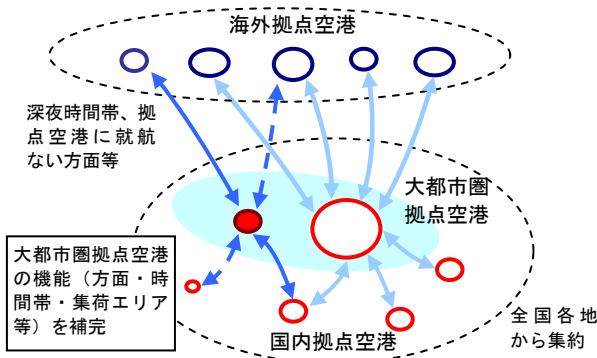 海外拠点空港
深夜時間帯、拠
点空港に就航
ない方面等
大都市圏
拠点空港
大都市圏拠点空港
の機能（方面・時
間帯・集荷エリア
等）を補完
国内拠点空港
全国各地
から集約